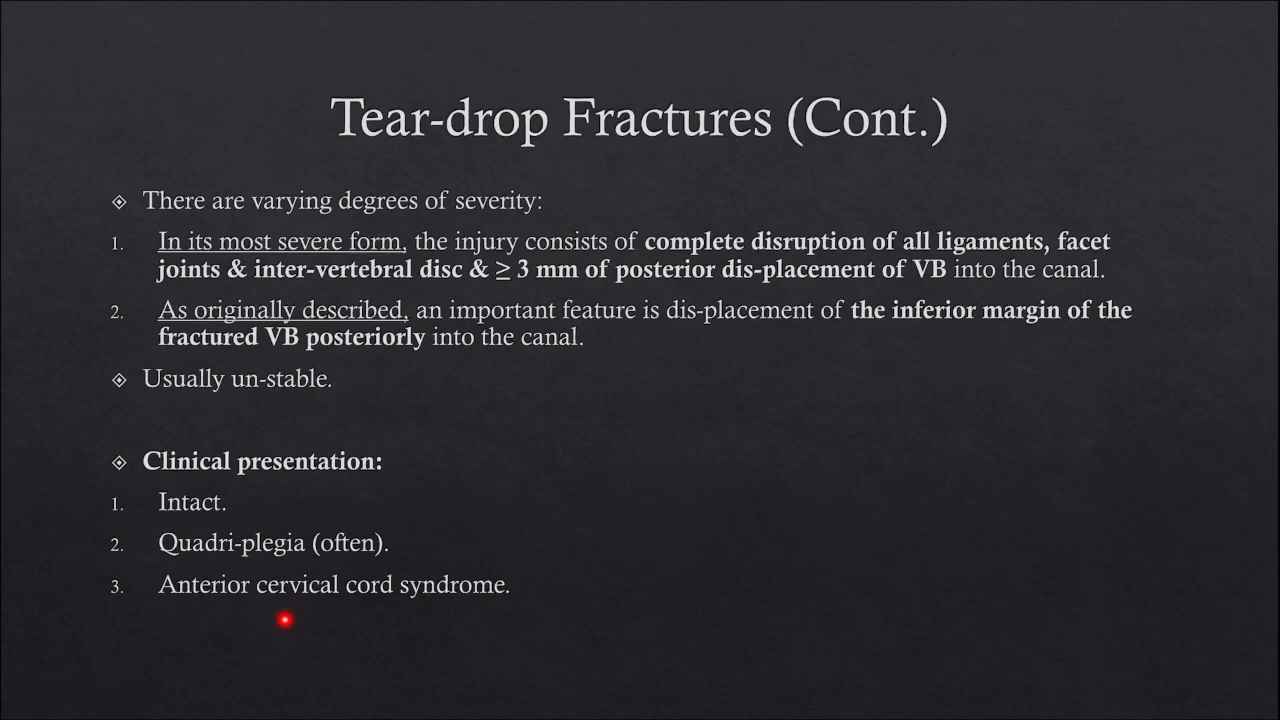 Tear-drop Fractures (Cont.)
There are varying degrees of severity:
1. In its most severe form, the injury consists of complete disruption of all ligaments, facet
joints & inter-vertebral disc & ≥ 3 mm of posterior dis-placement of VB into the canal.
2. As originally described, an important feature is dis-placement of the inferior margin of the
fractured VB posteriorly into the canal.
Usually un-stable.
Clinical presentation:
1. Intact.
2. Quadri-plegia (often).
3. Anterior cervical cord syndrome.